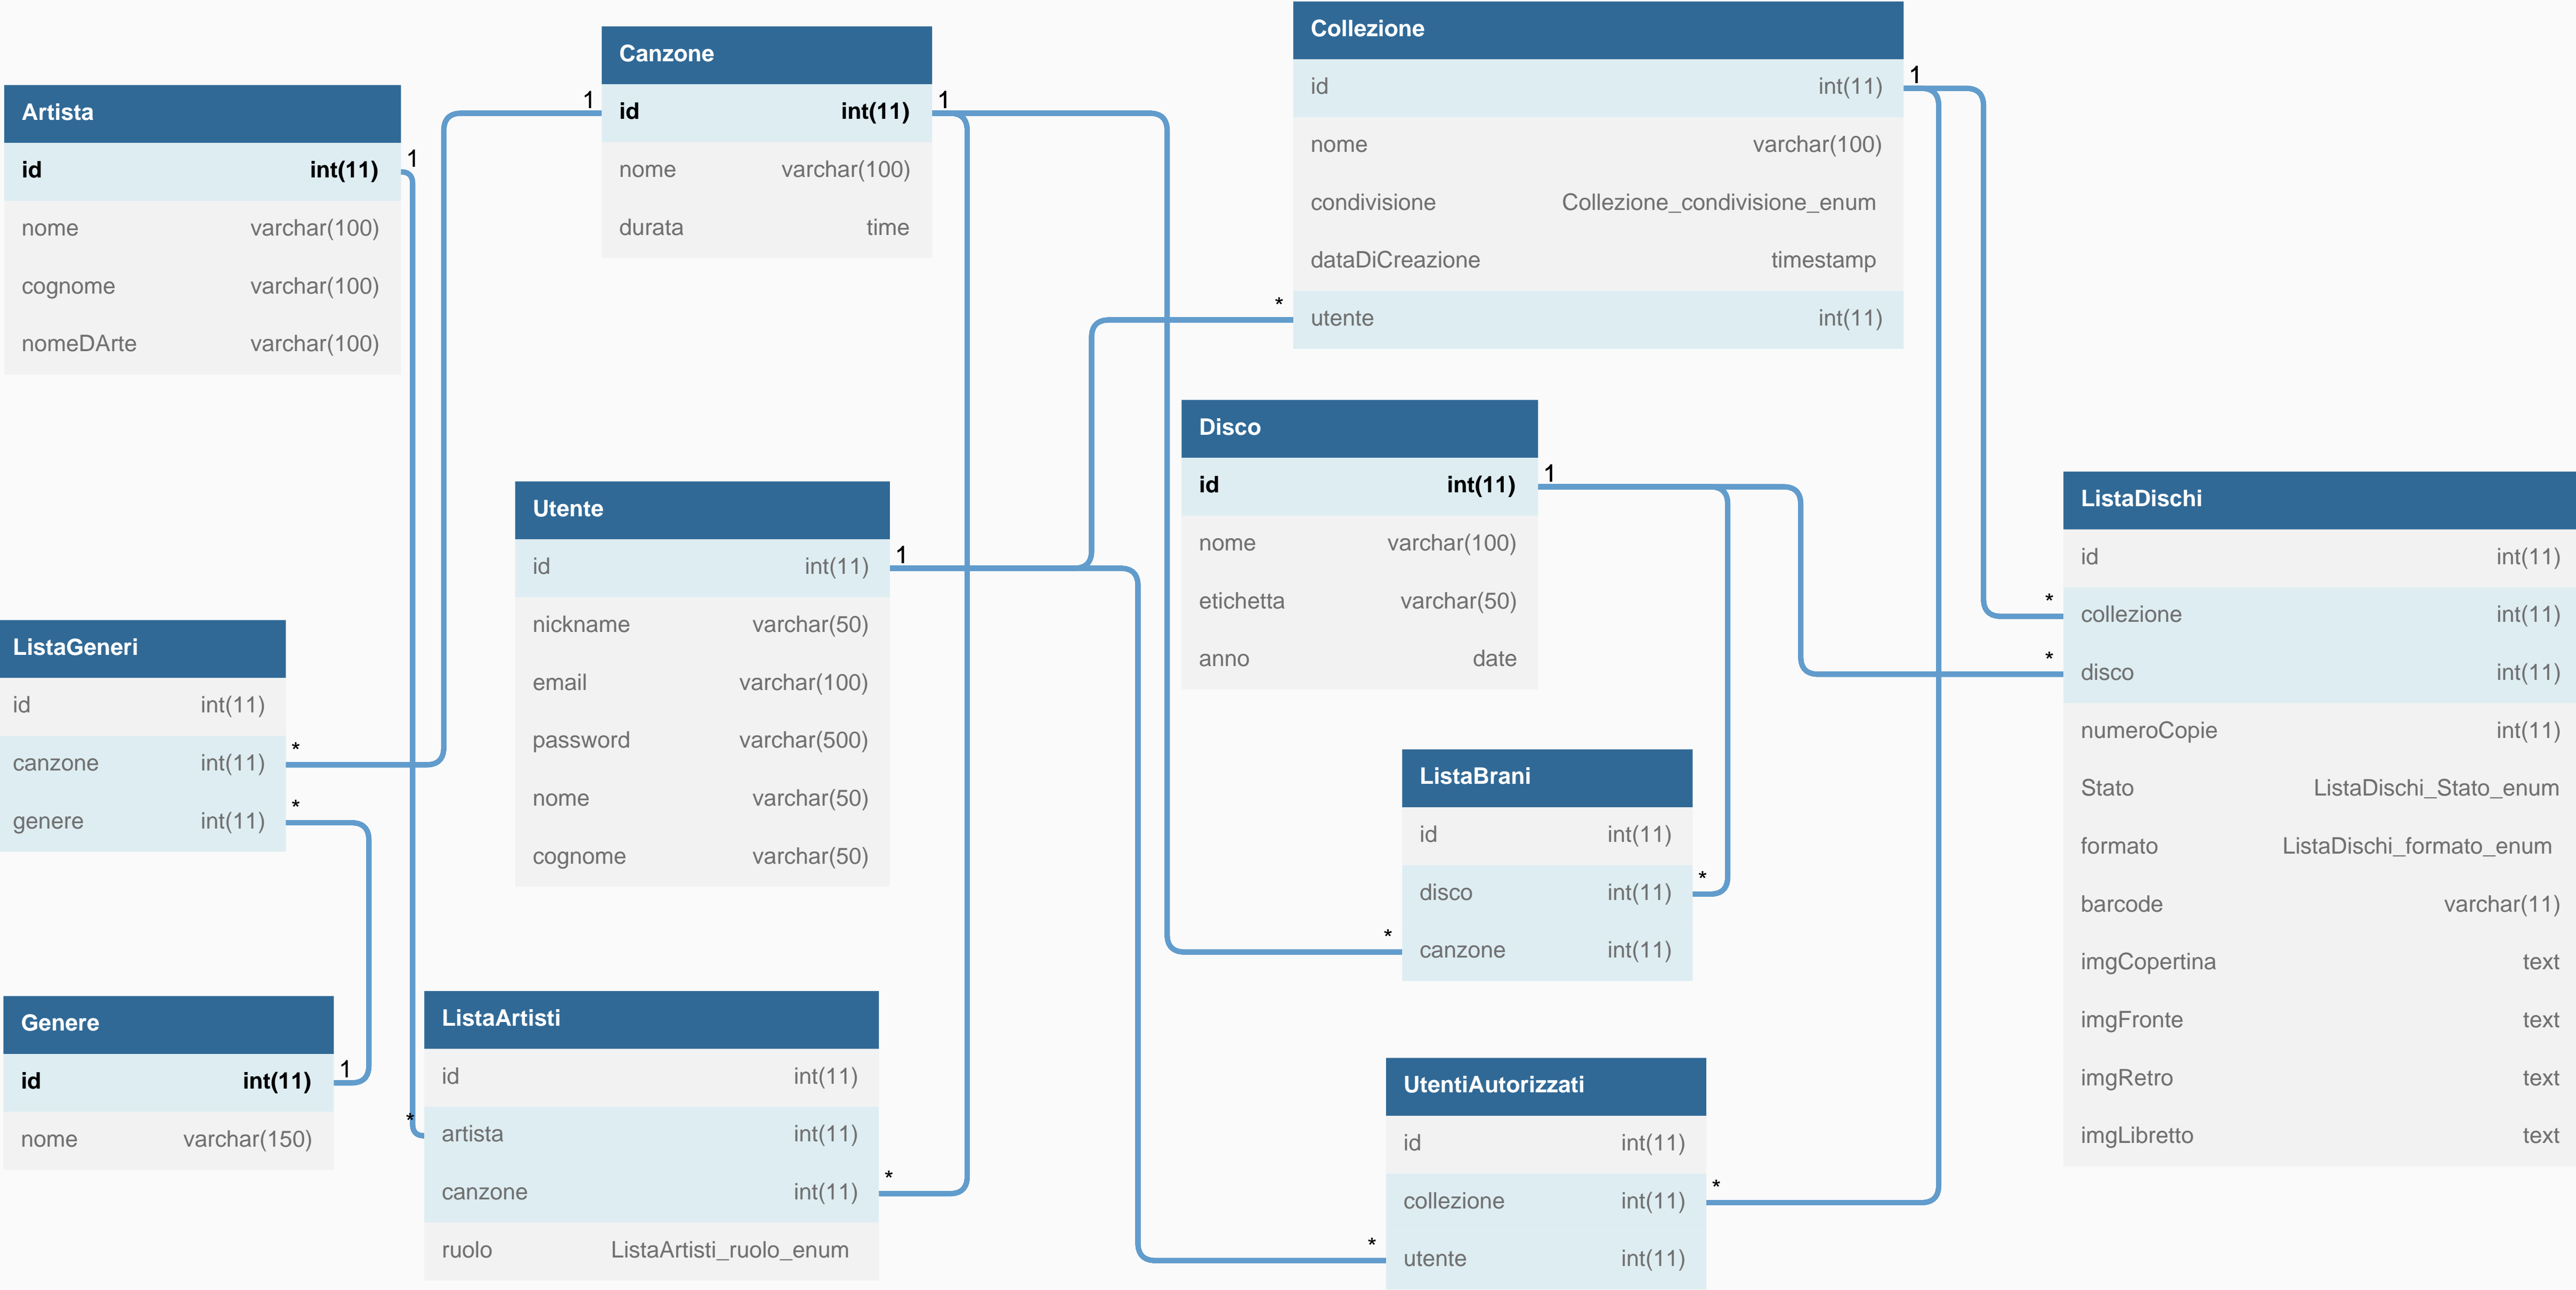 Artista
id int(11)
nome varchar(100)
cognome varchar(100)
nomeDArte varchar(100)
1
Canzone
1 id int(11) 1
nome varchar(100)
durata time
Collezione
id int(11) 1
nome varchar(100)
condivisione Collezione_condivisione_enum
dataDiCreazione timestamp
* utente int(11)
Utente
id int(11) 1
nickname varchar(50)
email varchar(100)
password varchar(500)
nome varchar(50)
cognome varchar(50)
Disco
id int(11) 1
nome varchar(100)
etichetta varchar(50)
anno date
ListaDischi
id int(11)
* collezione int(11)
* disco int(11)
numeroCopie int(11)
Stato ListaDischi_Stato_enum
formato ListaDischi_formato_enum
barcode varchar(11)
imgCopertina text
imgFronte text
imgRetro text
imgLibretto text
ListaGeneri
id int(11)
canzone int(11) *
genere int(11) *
ListaBrani
id int(11)
disco int(11) *
* canzone int(11)
Genere
id int(11) 1
nome varchar(150)
ListaArtisti
id int(11)
* artista int(11)
canzone int(11) *
ruolo ListaArtisti_ruolo_enum
UtentiAutorizzati
id int(11)
collezione int(11) *
* utente int(11)